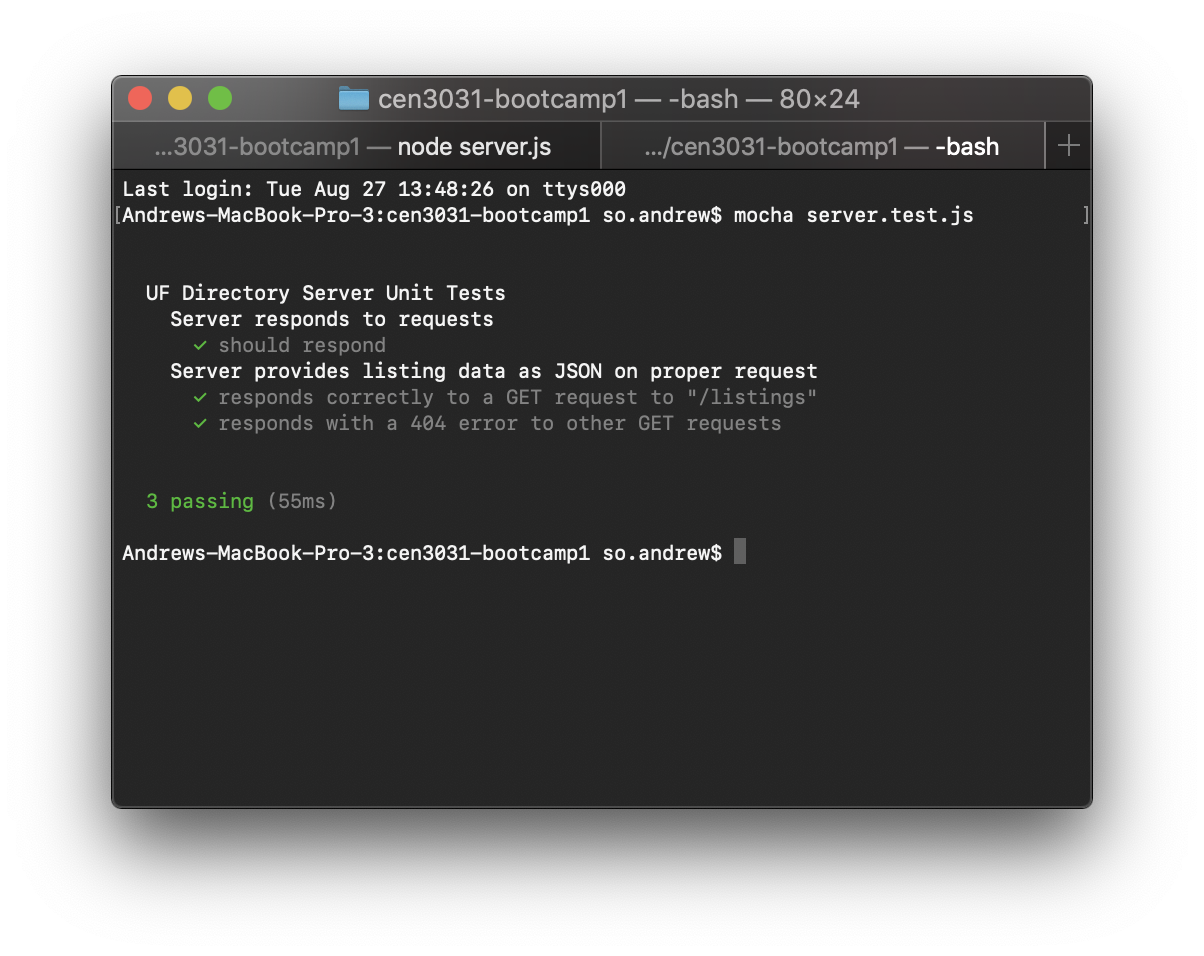 cen3031-bootcamp1 — -bash — 80×24
...3031-bootcamp1 — node server.js
.../cen3031-bootcamp1 — -bash
Last login: Tue Aug 27 13:48:26 on ttys000
[Andrews-MacBook-Pro-3:cen3031-bootcamp1 so.andrew$ mocha server.test.js ]
UF Directory Server Unit Tests
Server responds to requests
✓ should respond
Server provides listing data as JSON on proper request
✓ responds correctly to a GET request to "/listings"
✓ responds with a 404 error to other GET requests
3 passing (55ms)
Andrews-MacBook-Pro-3:cen3031-bootcamp1 so.andrew$